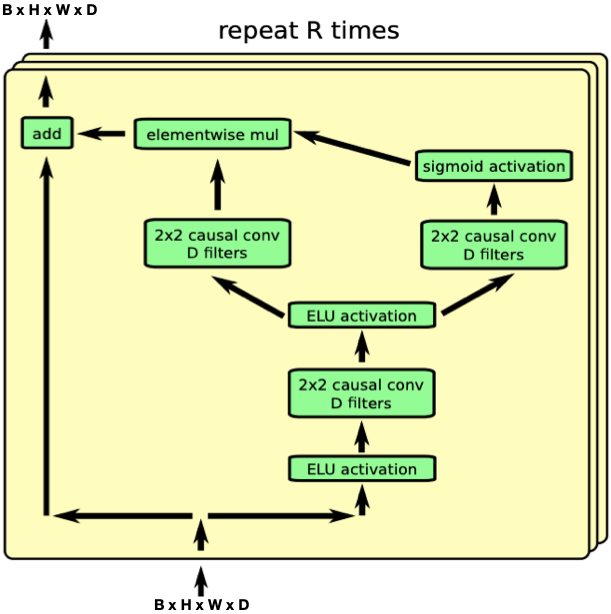 B x H x W x D
repeat R times
add
elementwise mul
sigmoid activation
2x2 causal conv
D filters
2x2 causal conv
D filters
ELU activation
2x2 causal conv
D filters
ELU activation
B x H x W x D